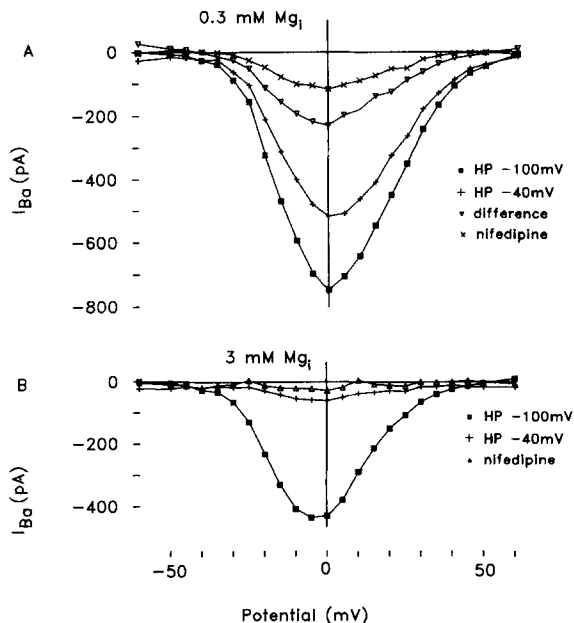 0.3 mM Mgi
A
0
-200
-400
-600
-800
IBa(pA)
HP -100mV
HP -40mV
difference
nifedipine
3 mM Mgi
B
0
-200
-400
IBa(pA)
HP -100mV
HP -40mV
nifedipine
-50
0
50
Potential (mV)